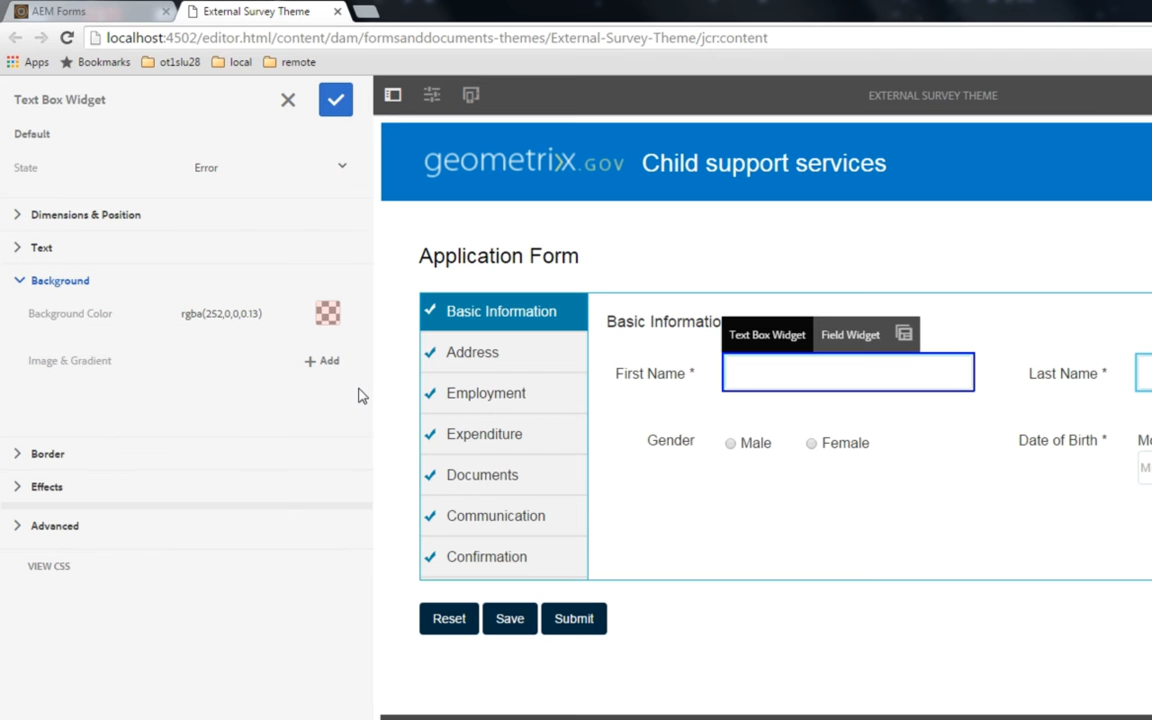 AEM Forms
External Survey Theme
localhost:4502/editor.html/content/dam/formsanddocuments-themes/External-Survey-Theme/jcr:content
Apps
Bookmarks
ot1slu28
local
remote
Text Box Widget
Default
State
Error
Dimensions & Position
Text
Background
Background Color
rgba(252,0,0,0.13)
Image & Gradient
+ Add
Border
Effects
Advanced
VIEW CSS
EXTERNAL SURVEY THEME
geometrixx.GOV Child support services
Application Form
Basic Information
Address
Employment
Expenditure
Documents
Communication
Confirmation
Basic Informatio
Text Box Widget
Field Widget
First Name *
Last Name *
Gender
Male
Female
Date of Birth *
Reset
Save
Submit